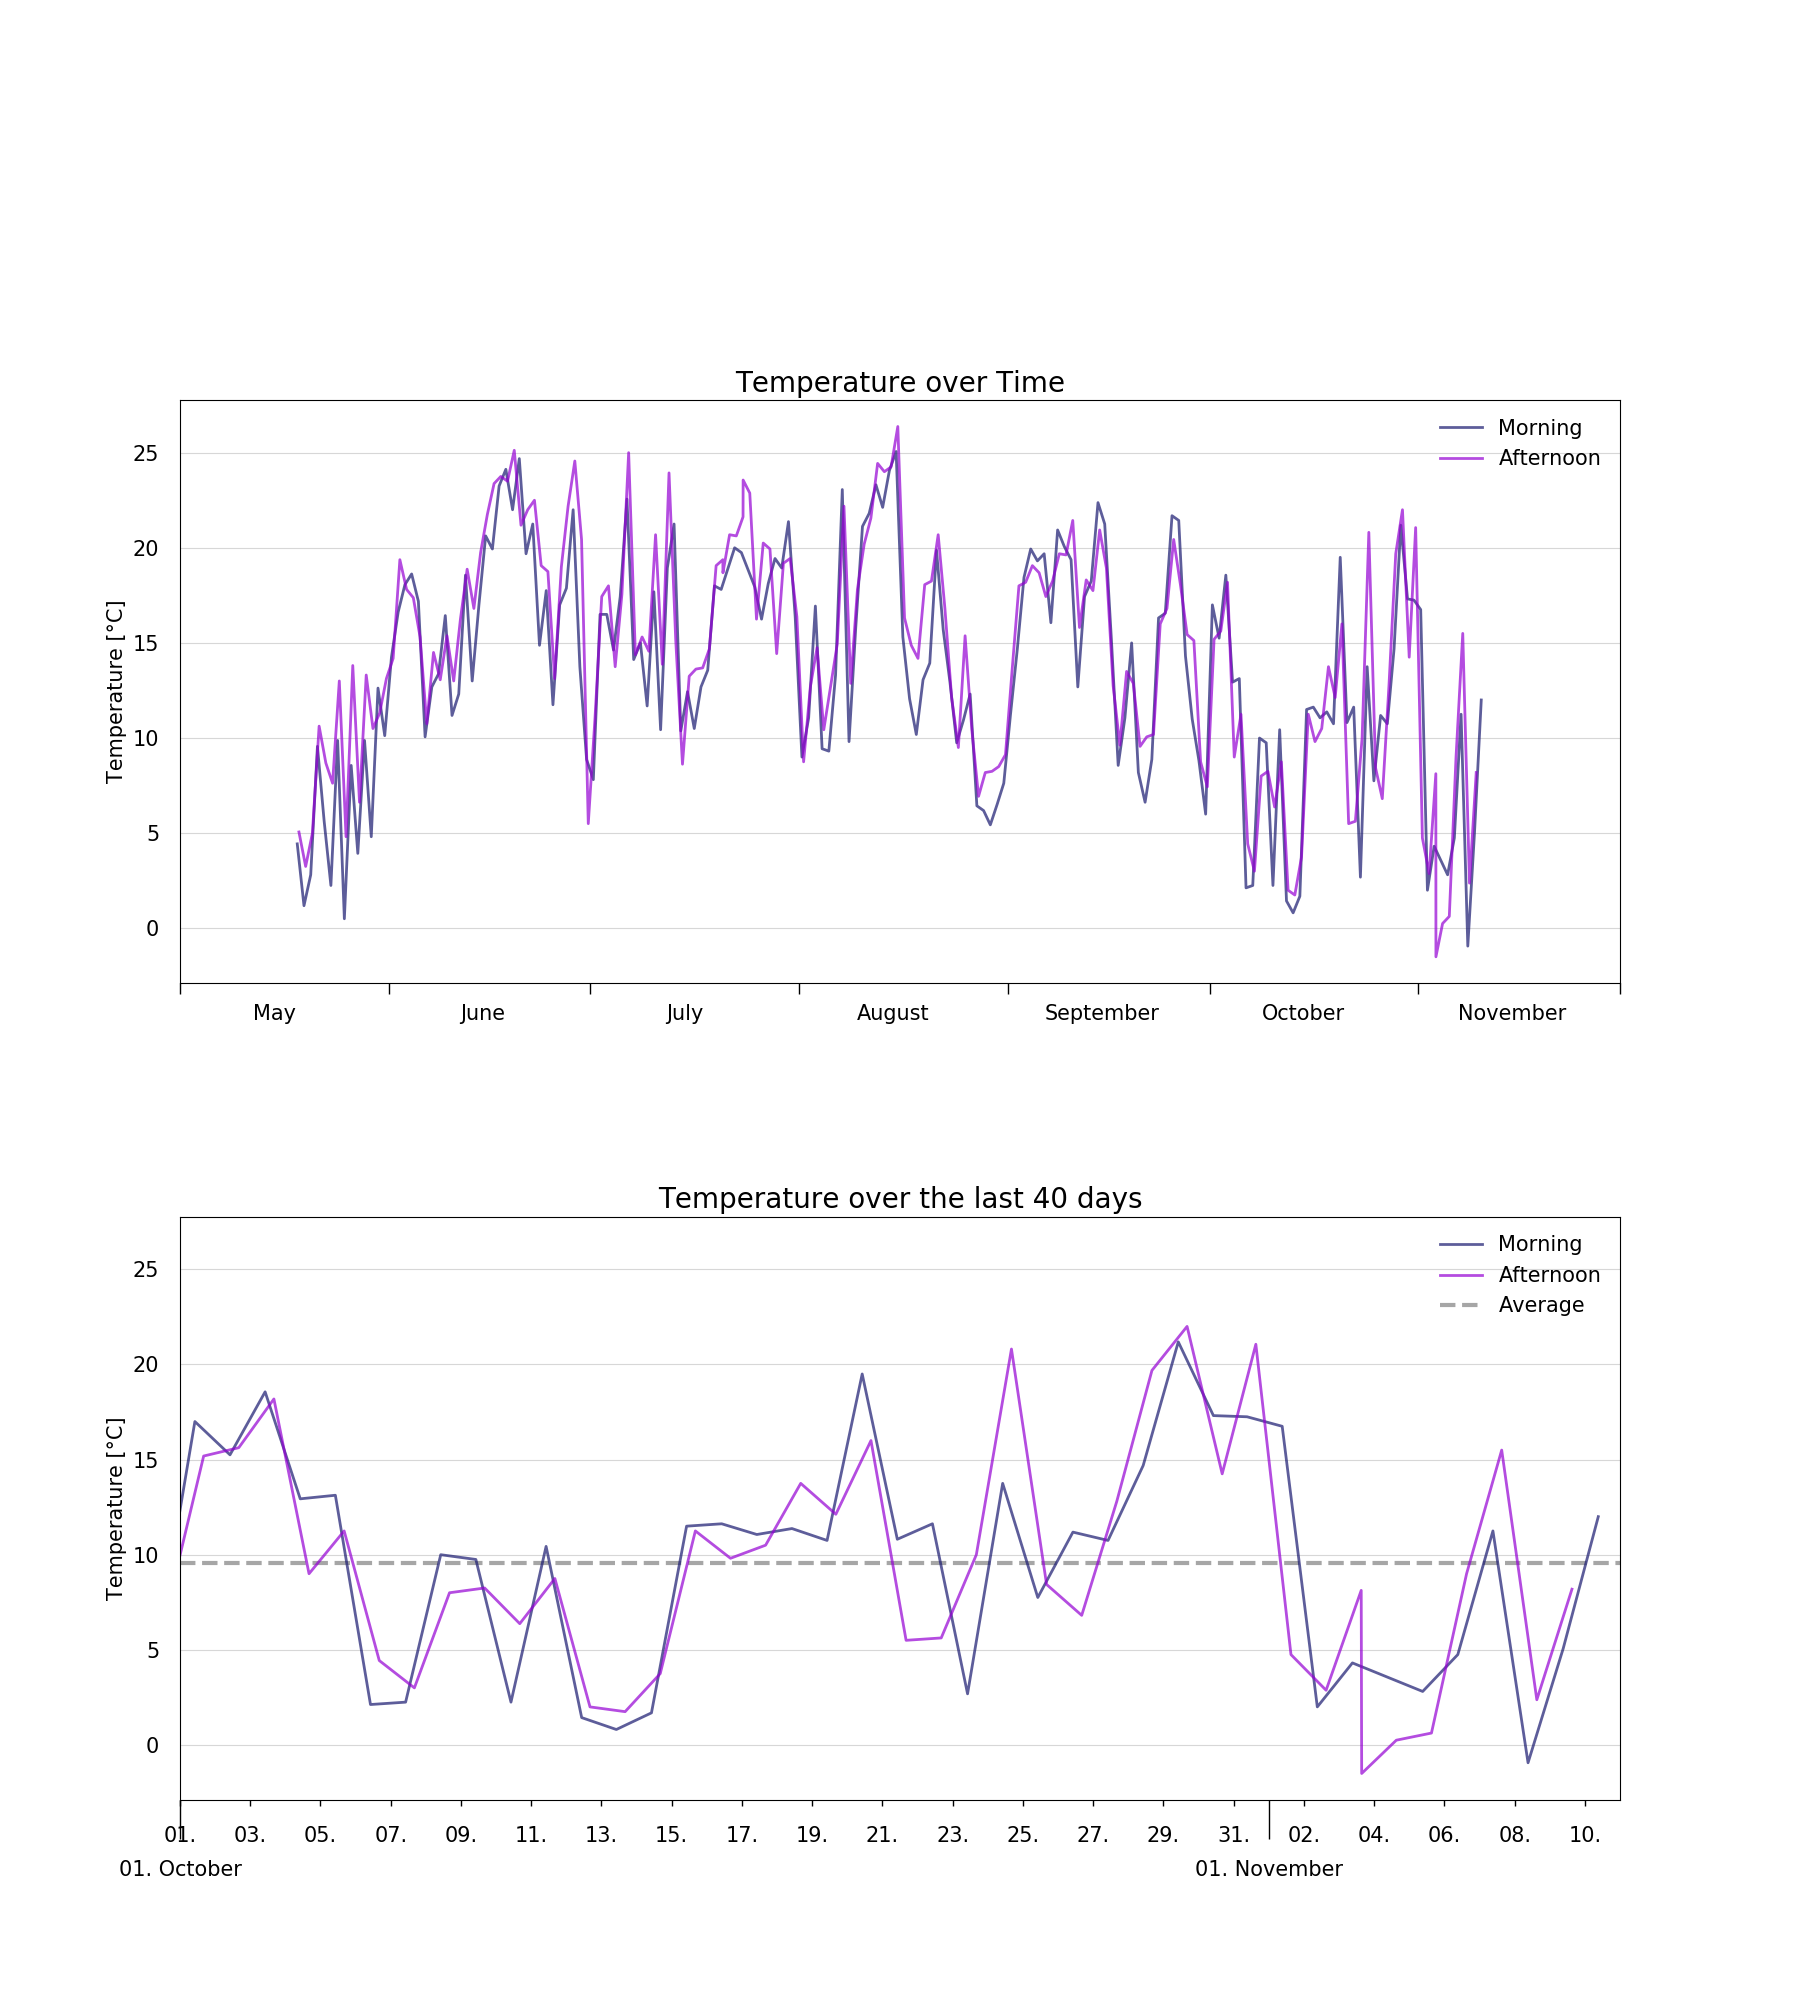 Temperature over Time
Morning
Afternoon
25
20
15
10
5
0
Temperature [°C]
May June July August September October November
Temperature over the last 40 days
Morning
Afternoon
Average
25
20
15
10
5
0
Temperature [°C]
01. 03. 05. 07. 09. 11. 13. 15. 17. 19. 21. 23. 25. 27. 29. 31. 02. 04. 06. 08. 10.
01. October 01. November